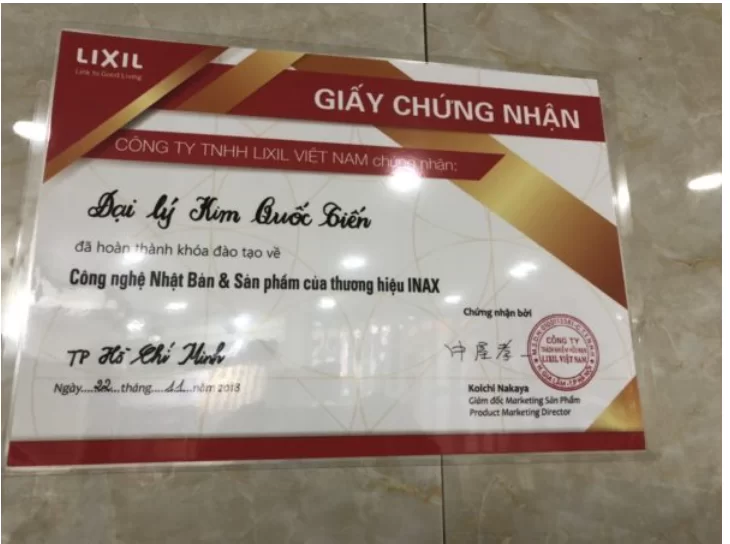 LIXIL
Link to Good Living
GIẤY CHỨNG NHẬN
CÔNG TY TNHH LIXIL VIỆT NAM chứng nhận:
Đại lý Kim Quốc Tiến
đã hoàn thành khóa đào tạo về
Công nghệ Nhật Bản & Sản phẩm của thương hiệu INAX
Chứng nhận bởi
CÔNG TY
LIXIL VIỆT NAM
TP Hồ Chí Minh
Ngày....22...tháng....11...năm 2013
Koichi Nakaya
Giám đốc Marketing Sản Phẩm
Product Marketing Director